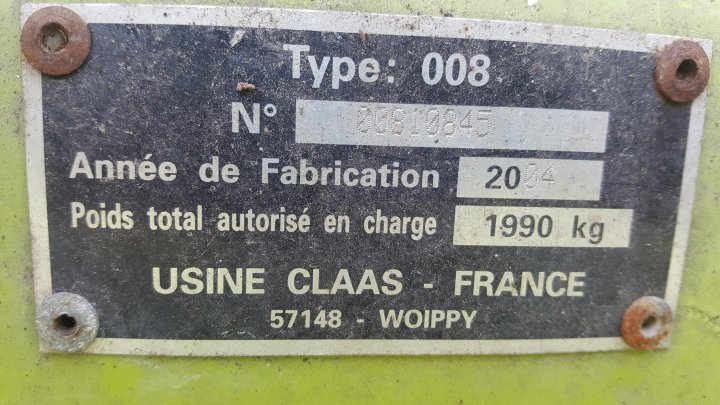 Type: 008
N° 00810845
Année de Fabrication 2004
Poids total autorisé en charge 1990 kg
USINE CLAAS - FRANCE
57148 - WOIPPY